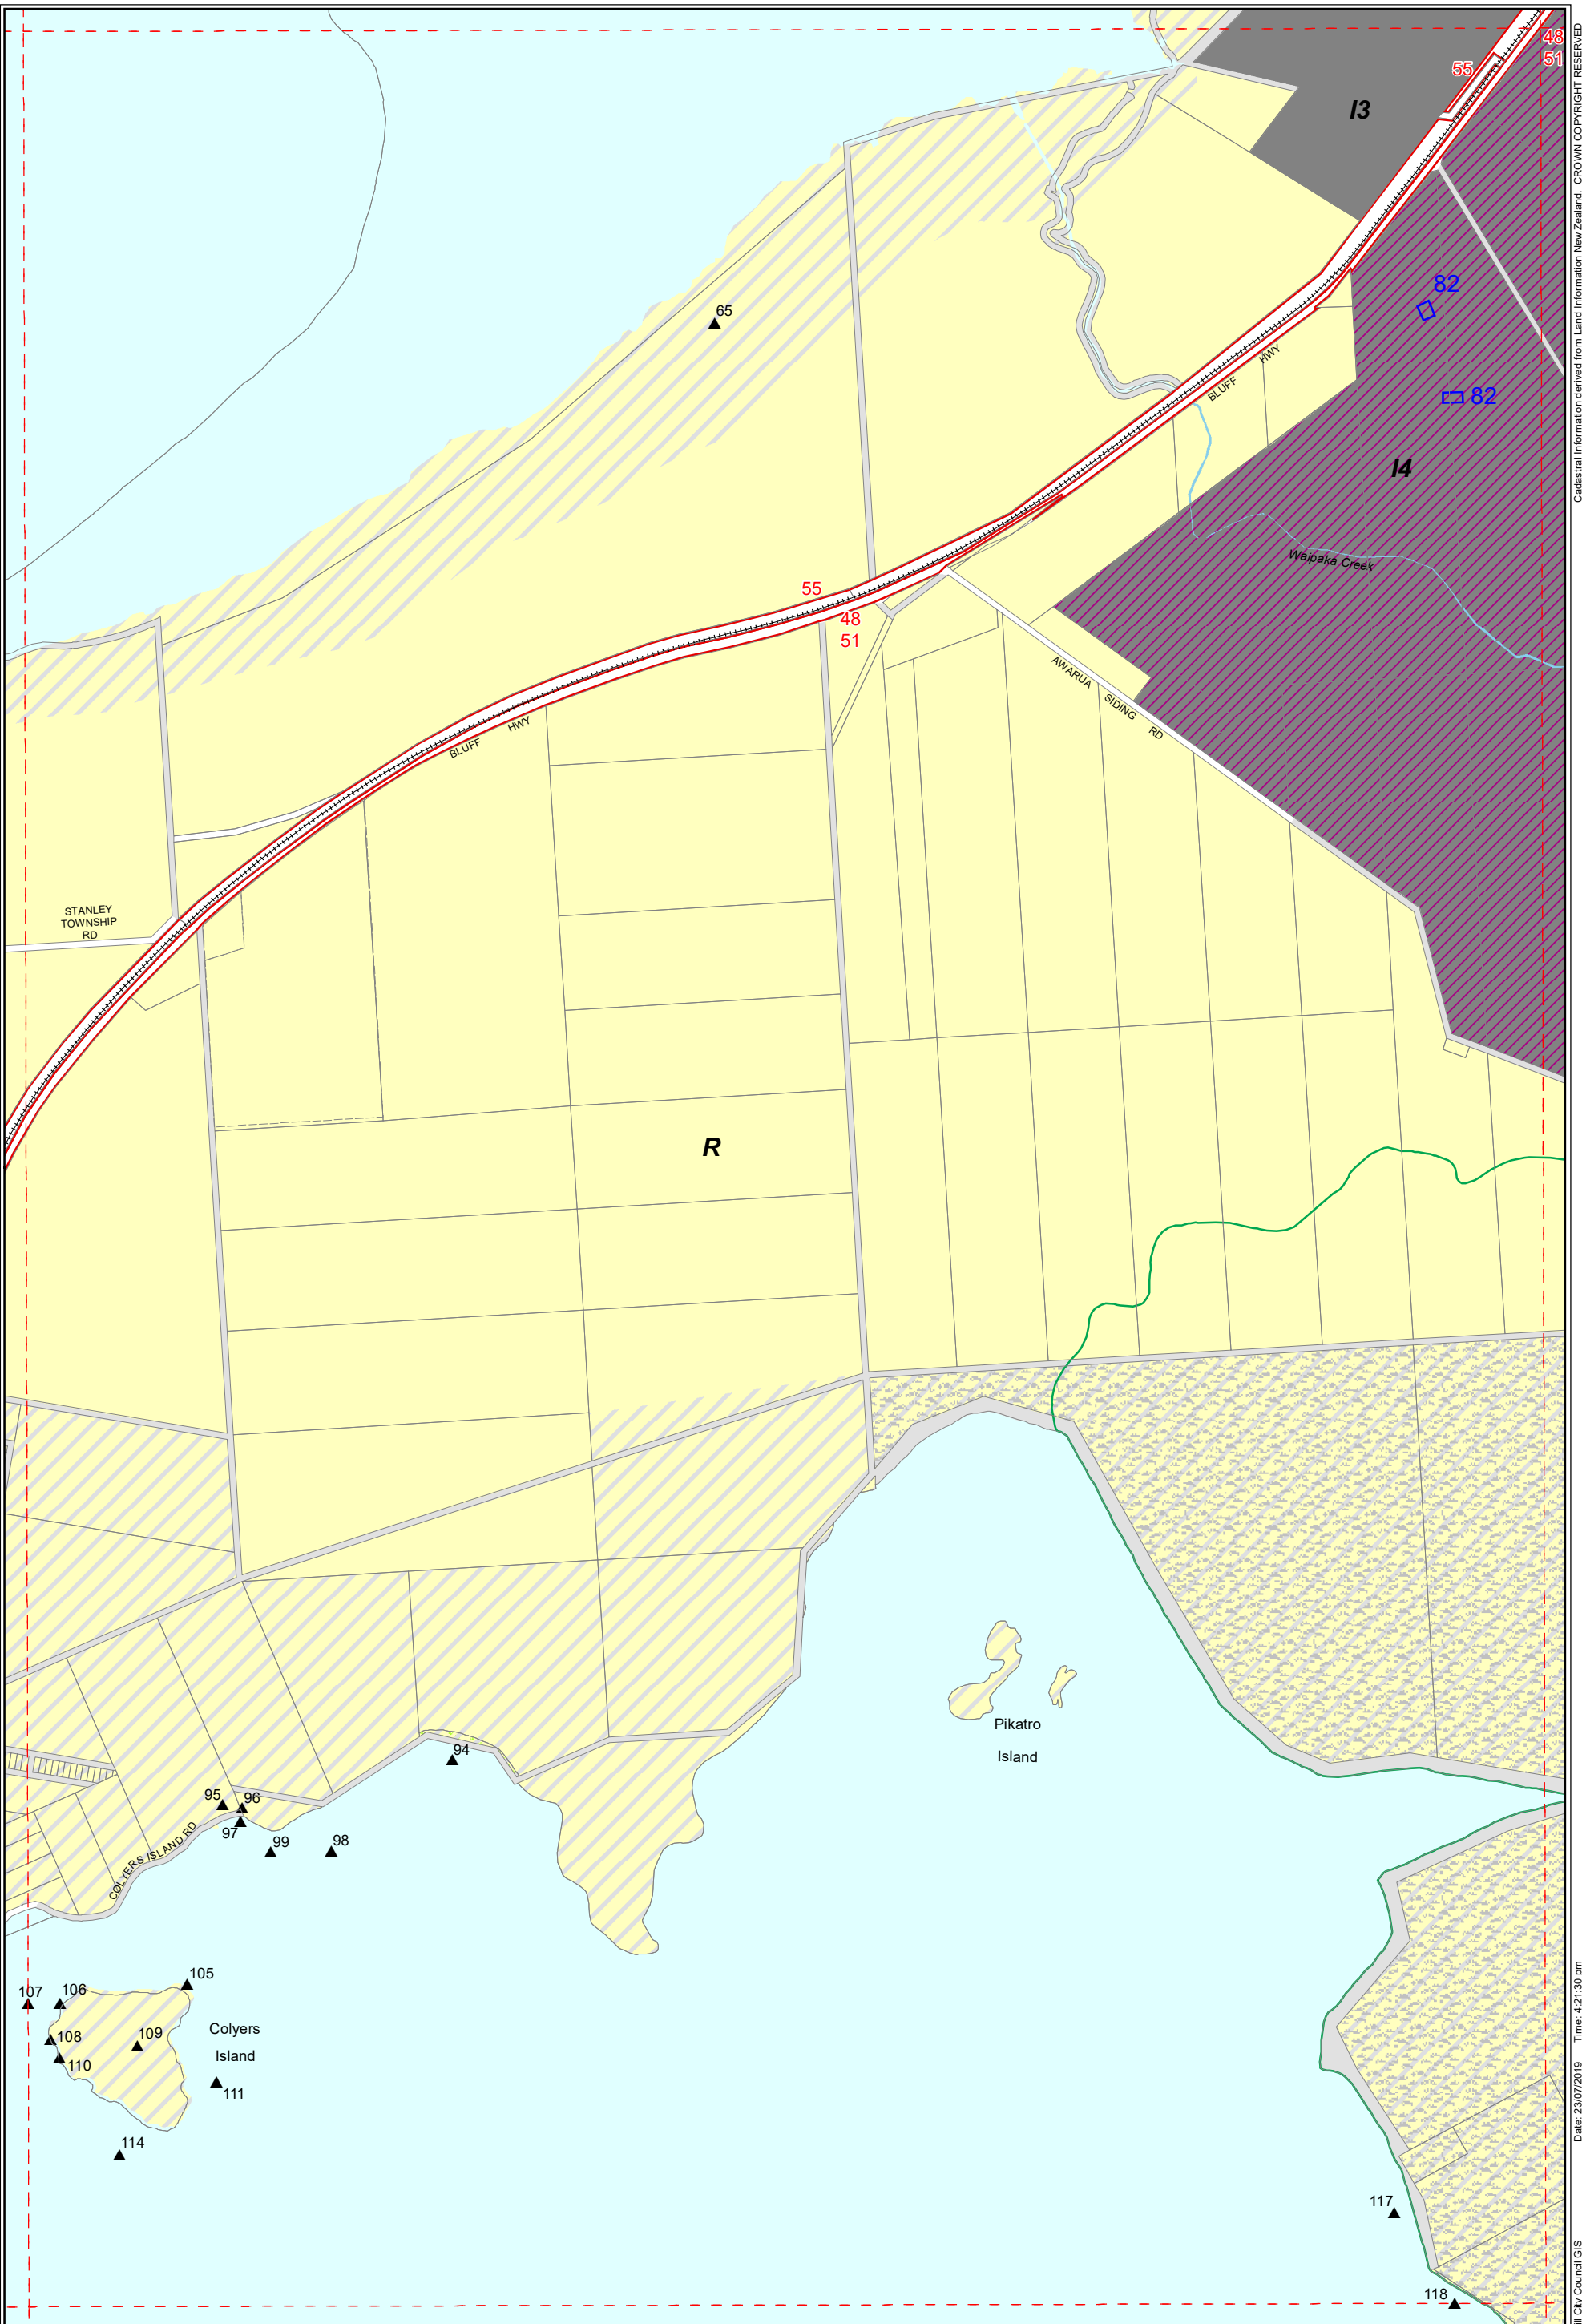 48
51
55
I3
82
82
65
BLUFF HWY
I4
Waipaka Creek
55
48
51
AWARUA SIDING RD
BLUFF HWY
STANLEY
TOWNSHIP
RD
R
Pikatro
Island
94
95
96
97
99
98
COLYERS ISLAND RD
105
107
106
108
109
110
111
Colyers
Island
114
117
118
Cadastral Information derived from Land Information New Zealand. CROWN COPYRIGHT RESERVED
Date: 23/07/2019 Time: 4:21:30 pm
City Council GIS